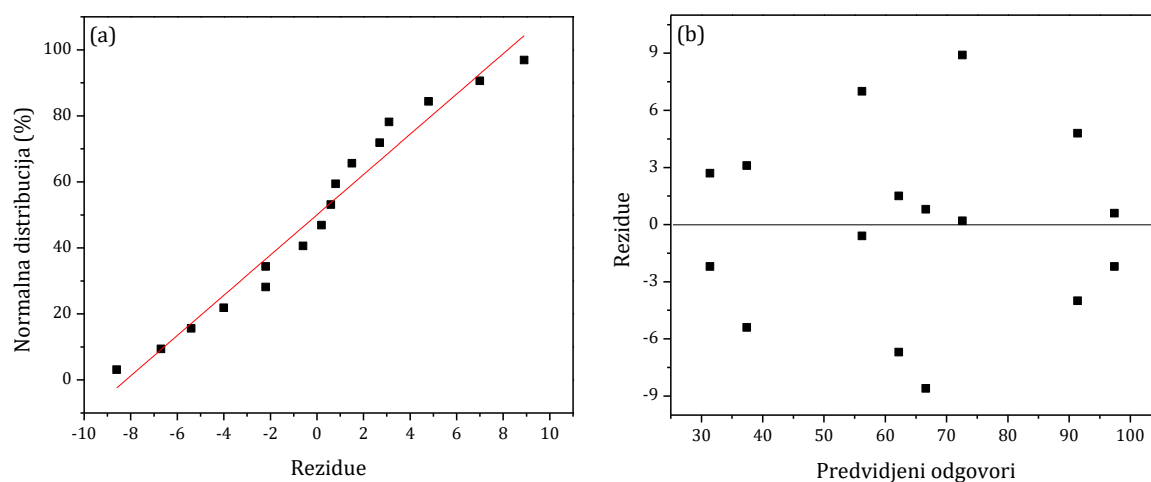 (a)
Normalna distribucija (%)
100
80
60
40
20
0
-10 -8 -6 -4 -2 0 2 4 6 8 10
Rezidue
(b)
Rezidue
9
6
3
0
-3
-6
-9
30 40 50 60 70 80 90 100
Predvidjeni odgovori